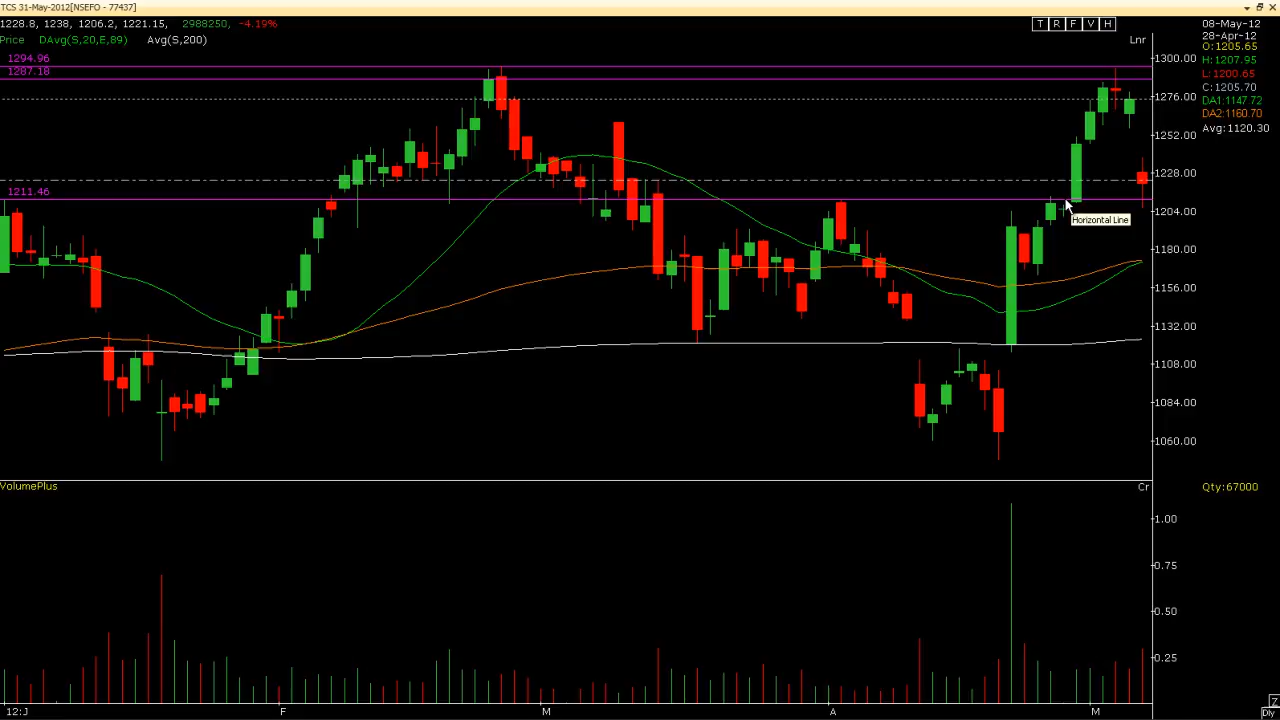 TCS 31-May-2012[NSEFO - 77437]
1228.8, 1238, 1206.2, 1221.15, 2988250, -4.19%
Price DAvg(S,20,E,89) Avg(S,200)
T R F V H
Lnr
08-May-12
28-Apr-12
O:1205.65
H:1207.95
L:1200.65
C:1205.70
DA1:1147.72
DA2:1160.70
Avg:1120.30
1294.96
1287.18
1211.46
1300.00
1276.00
1252.00
1228.00
1204.00
1180.00
1156.00
1132.00
1108.00
1084.00
1060.00
Horizontal Line
VolumePlus
Cr
Qty:67000
1.00
0.75
0.50
0.25
12:J F M A M
Z
Dly